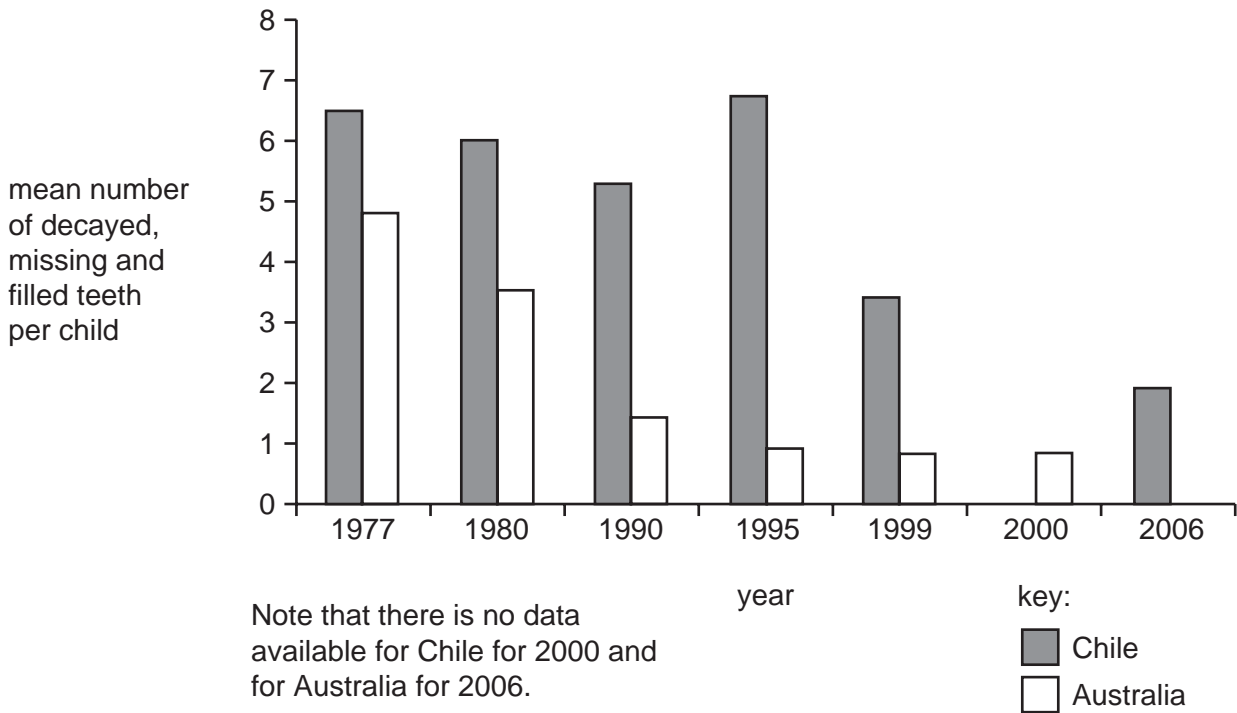 8
7
6
5
4
3
2
1
0
mean number
of decayed,
missing and
filled teeth
per child
1977 1980 1990 1995 1999 2000 2006
year
Note that there is no data
available for Chile for 2000 and
for Australia for 2006.
key:
Chile
Australia